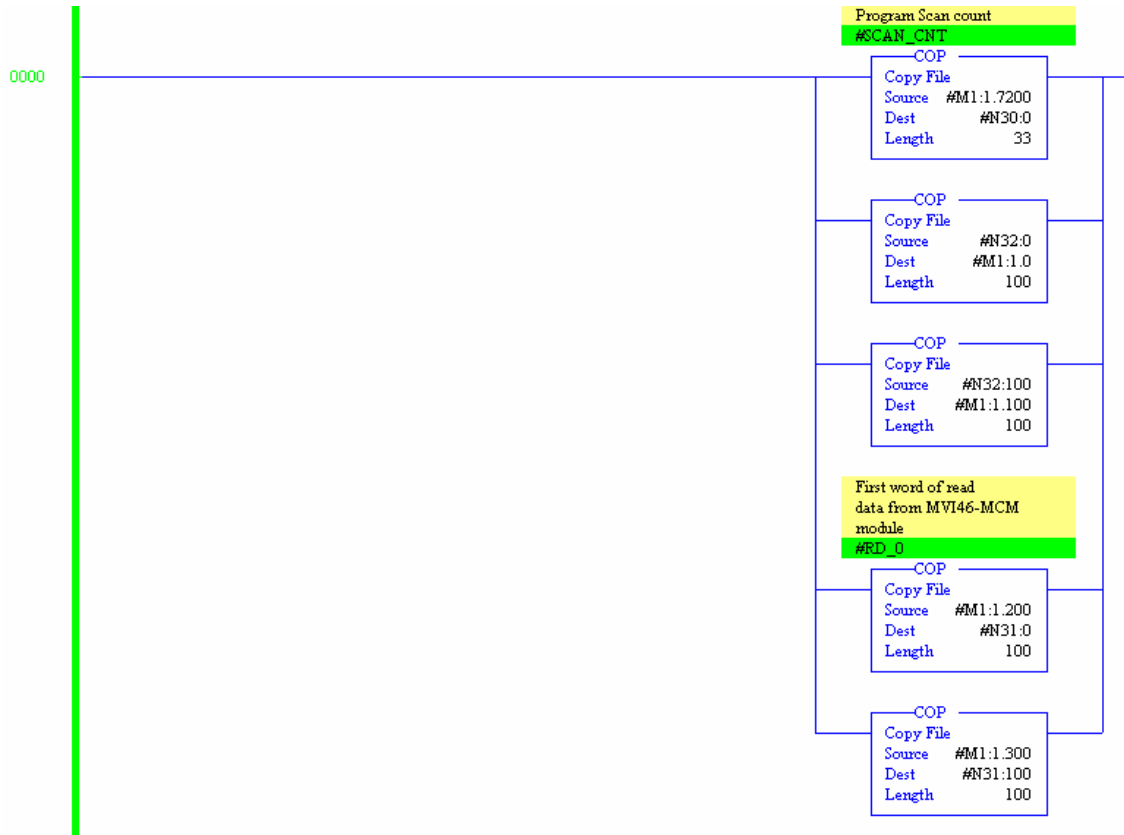 Program Scan count
#SCAN_CNT
0000
COP
Copy File
Source #M1:1.7200
Dest #N30:0
Length 33
COP
Copy File
Source #N32:0
Dest #M1:1.0
Length 100
COP
Copy File
Source #N32:100
Dest #M1:1.100
Length 100
First word of read
data from MVI46-MCM
module
#RD_0
COP
Copy File
Source #M1:1.200
Dest #N31:0
Length 100
COP
Copy File
Source #M1:1.300
Dest #N31:100
Length 100